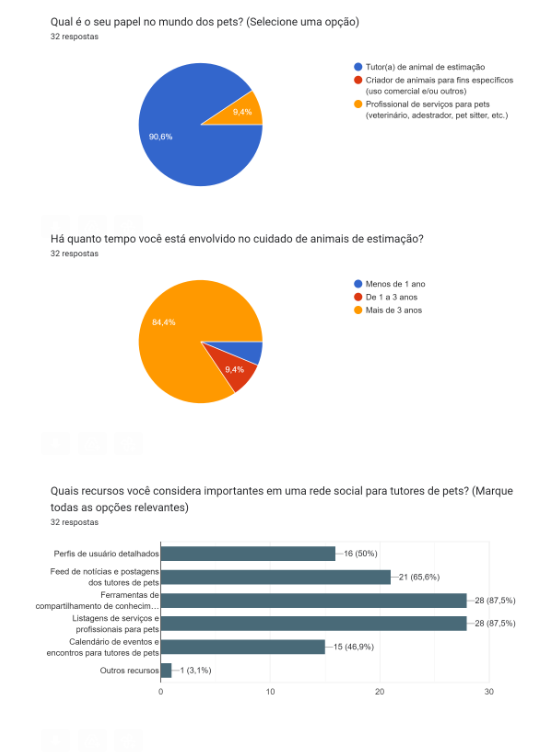 Qual é o seu papel no mundo dos pets? (Selecione uma opção)
32 respostas
Tutor(a) de animal de estimação
Criador de animais para fins específicos
(uso comercial e/ou outros)
Profissional de serviços para pets
(veterinário, adestrador, pet sitter, etc.)
9,4%
90,6%
Há quanto tempo você está envolvido no cuidado de animais de estimação?
32 respostas
Menos de 1 ano
De 1 a 3 anos
Mais de 3 anos
84,4%
9,4%
Quais recursos você considera importantes em uma rede social para tutores de pets? (Marque
todas as opções relevantes)
32 respostas
Perfis de usuário detalhados
16 (50%)
Feed de notícias e postagens
dos tutores de pets
21 (65,6%)
Ferramentas de
compartilhamento de conhecim…
28 (87,5%)
Listagens de serviços e
profissionais para pets
28 (87,5%)
Calendário de eventos e
encontros para tutores de pets
15 (46,9%)
Outros recursos
1 (3,1%)
0
10
20
30